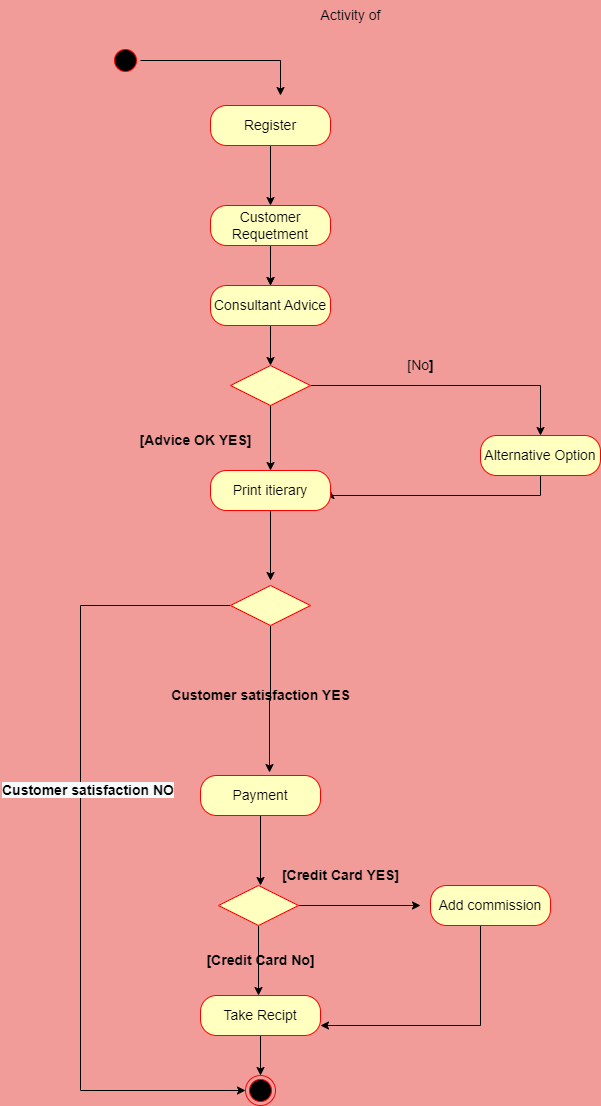 Activity of
Register
Customer
Requetment
Consultant Advice
[No]
[Advice OK YES]
Alternative Option
Print itierary
Customer satisfaction YES
Customer satisfaction NO
Payment
[Credit Card YES]
Add commission
[Credit Card No]
Take Recipt